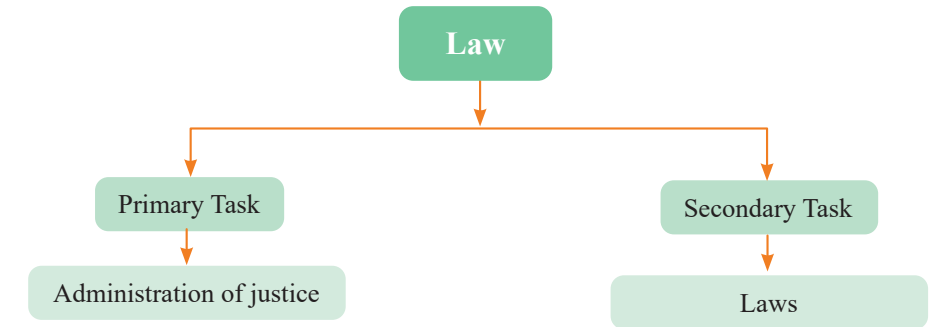 Law
Primary Task
Secondary Task
Administration of justice
Laws